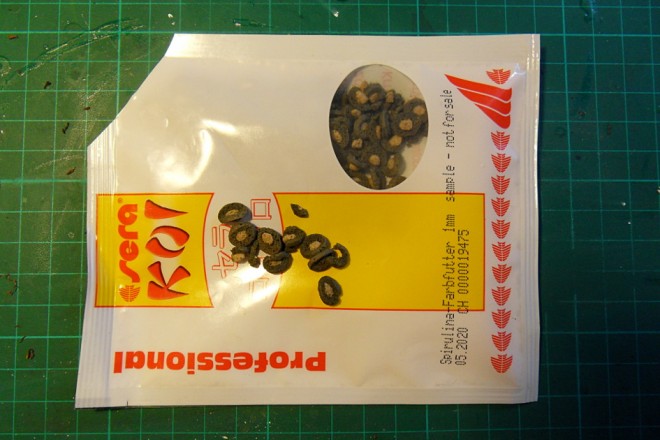 sera®
KOI
Professional
Spirulina-Farbfutter 1mm sample - not for sale
05.2020 CH 0000019475